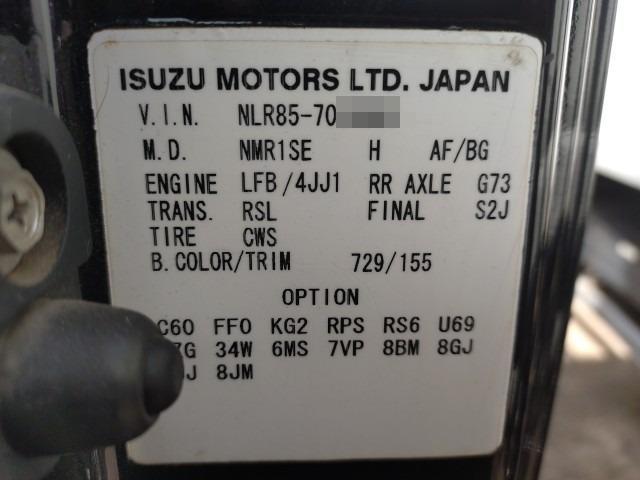 ISUZU MOTORS LTD. JAPAN
V.I.N. NLR85-70
M.D. NMR1SE H AF/BG
ENGINE LFB/4JJ1 RR AXLE G73
TRANS. RSL FINAL S2J
TIRE CWS
B.COLOR/TRIM 729/155
OPTION
C60 FF0 KG2 RPS RS6 U69
34W 6MS 7VP 8BM 8GJ
8JM